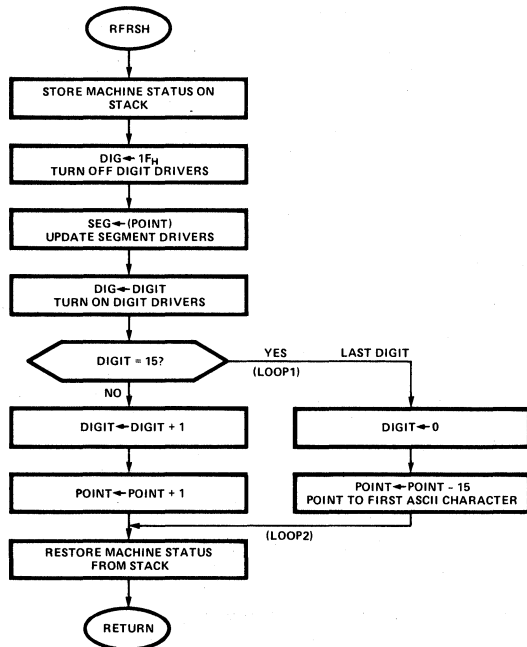 RFRSH
STORE MACHINE STATUS ON
STACK
DIG←1F_H
TURN OFF DIGIT DRIVERS
SEG←(POINT)
UPDATE SEGMENT DRIVERS
DIG←DIGIT
TURN ON DIGIT DRIVERS
DIGIT = 15?
YES LAST DIGIT
(LOOP1)
NO
DIGIT←DIGIT + 1
DIGIT←0
POINT←POINT + 1
POINT←POINT - 15
POINT TO FIRST ASCII CHARACTER
(LOOP2)
RESTORE MACHINE STATUS
FROM STACK
RETURN